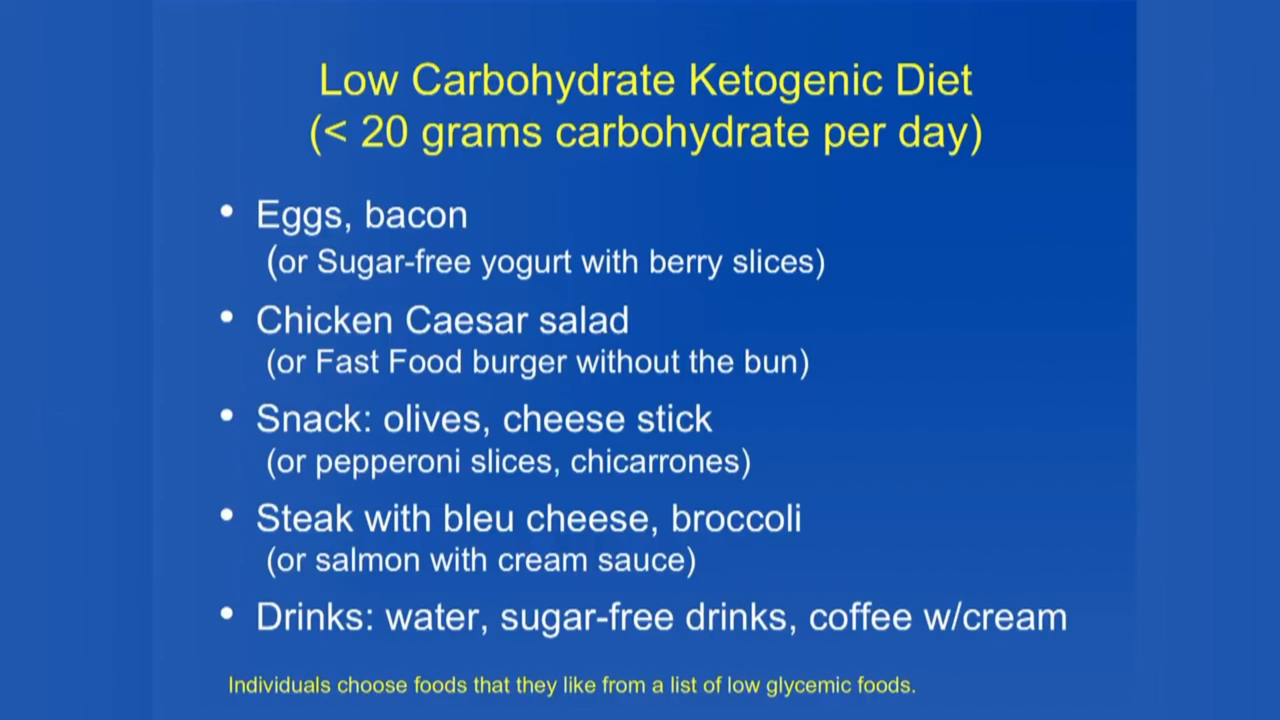 Low Carbohydrate Ketogenic Diet
(< 20 grams carbohydrate per day)
• Eggs, bacon
(or Sugar-free yogurt with berry slices)
• Chicken Caesar salad
(or Fast Food burger without the bun)
• Snack: olives, cheese stick
(or pepperoni slices, chicarrones)
• Steak with bleu cheese, broccoli
(or salmon with cream sauce)
• Drinks: water, sugar-free drinks, coffee w/cream
Individuals choose foods that they like from a list of low glycemic foods.